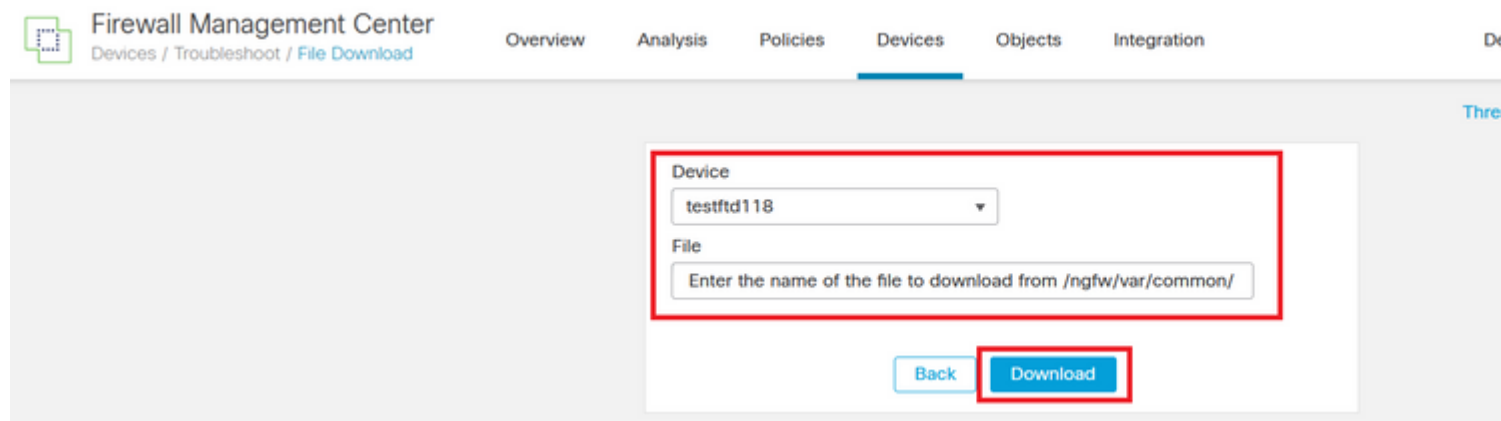 Firewall Management Center
Devices / Troubleshoot / File Download
Overview Analysis Policies Devices Objects Integration
Device
testftd118
File
Enter the name of the file to download from /ngfw/var/common/
Back Download